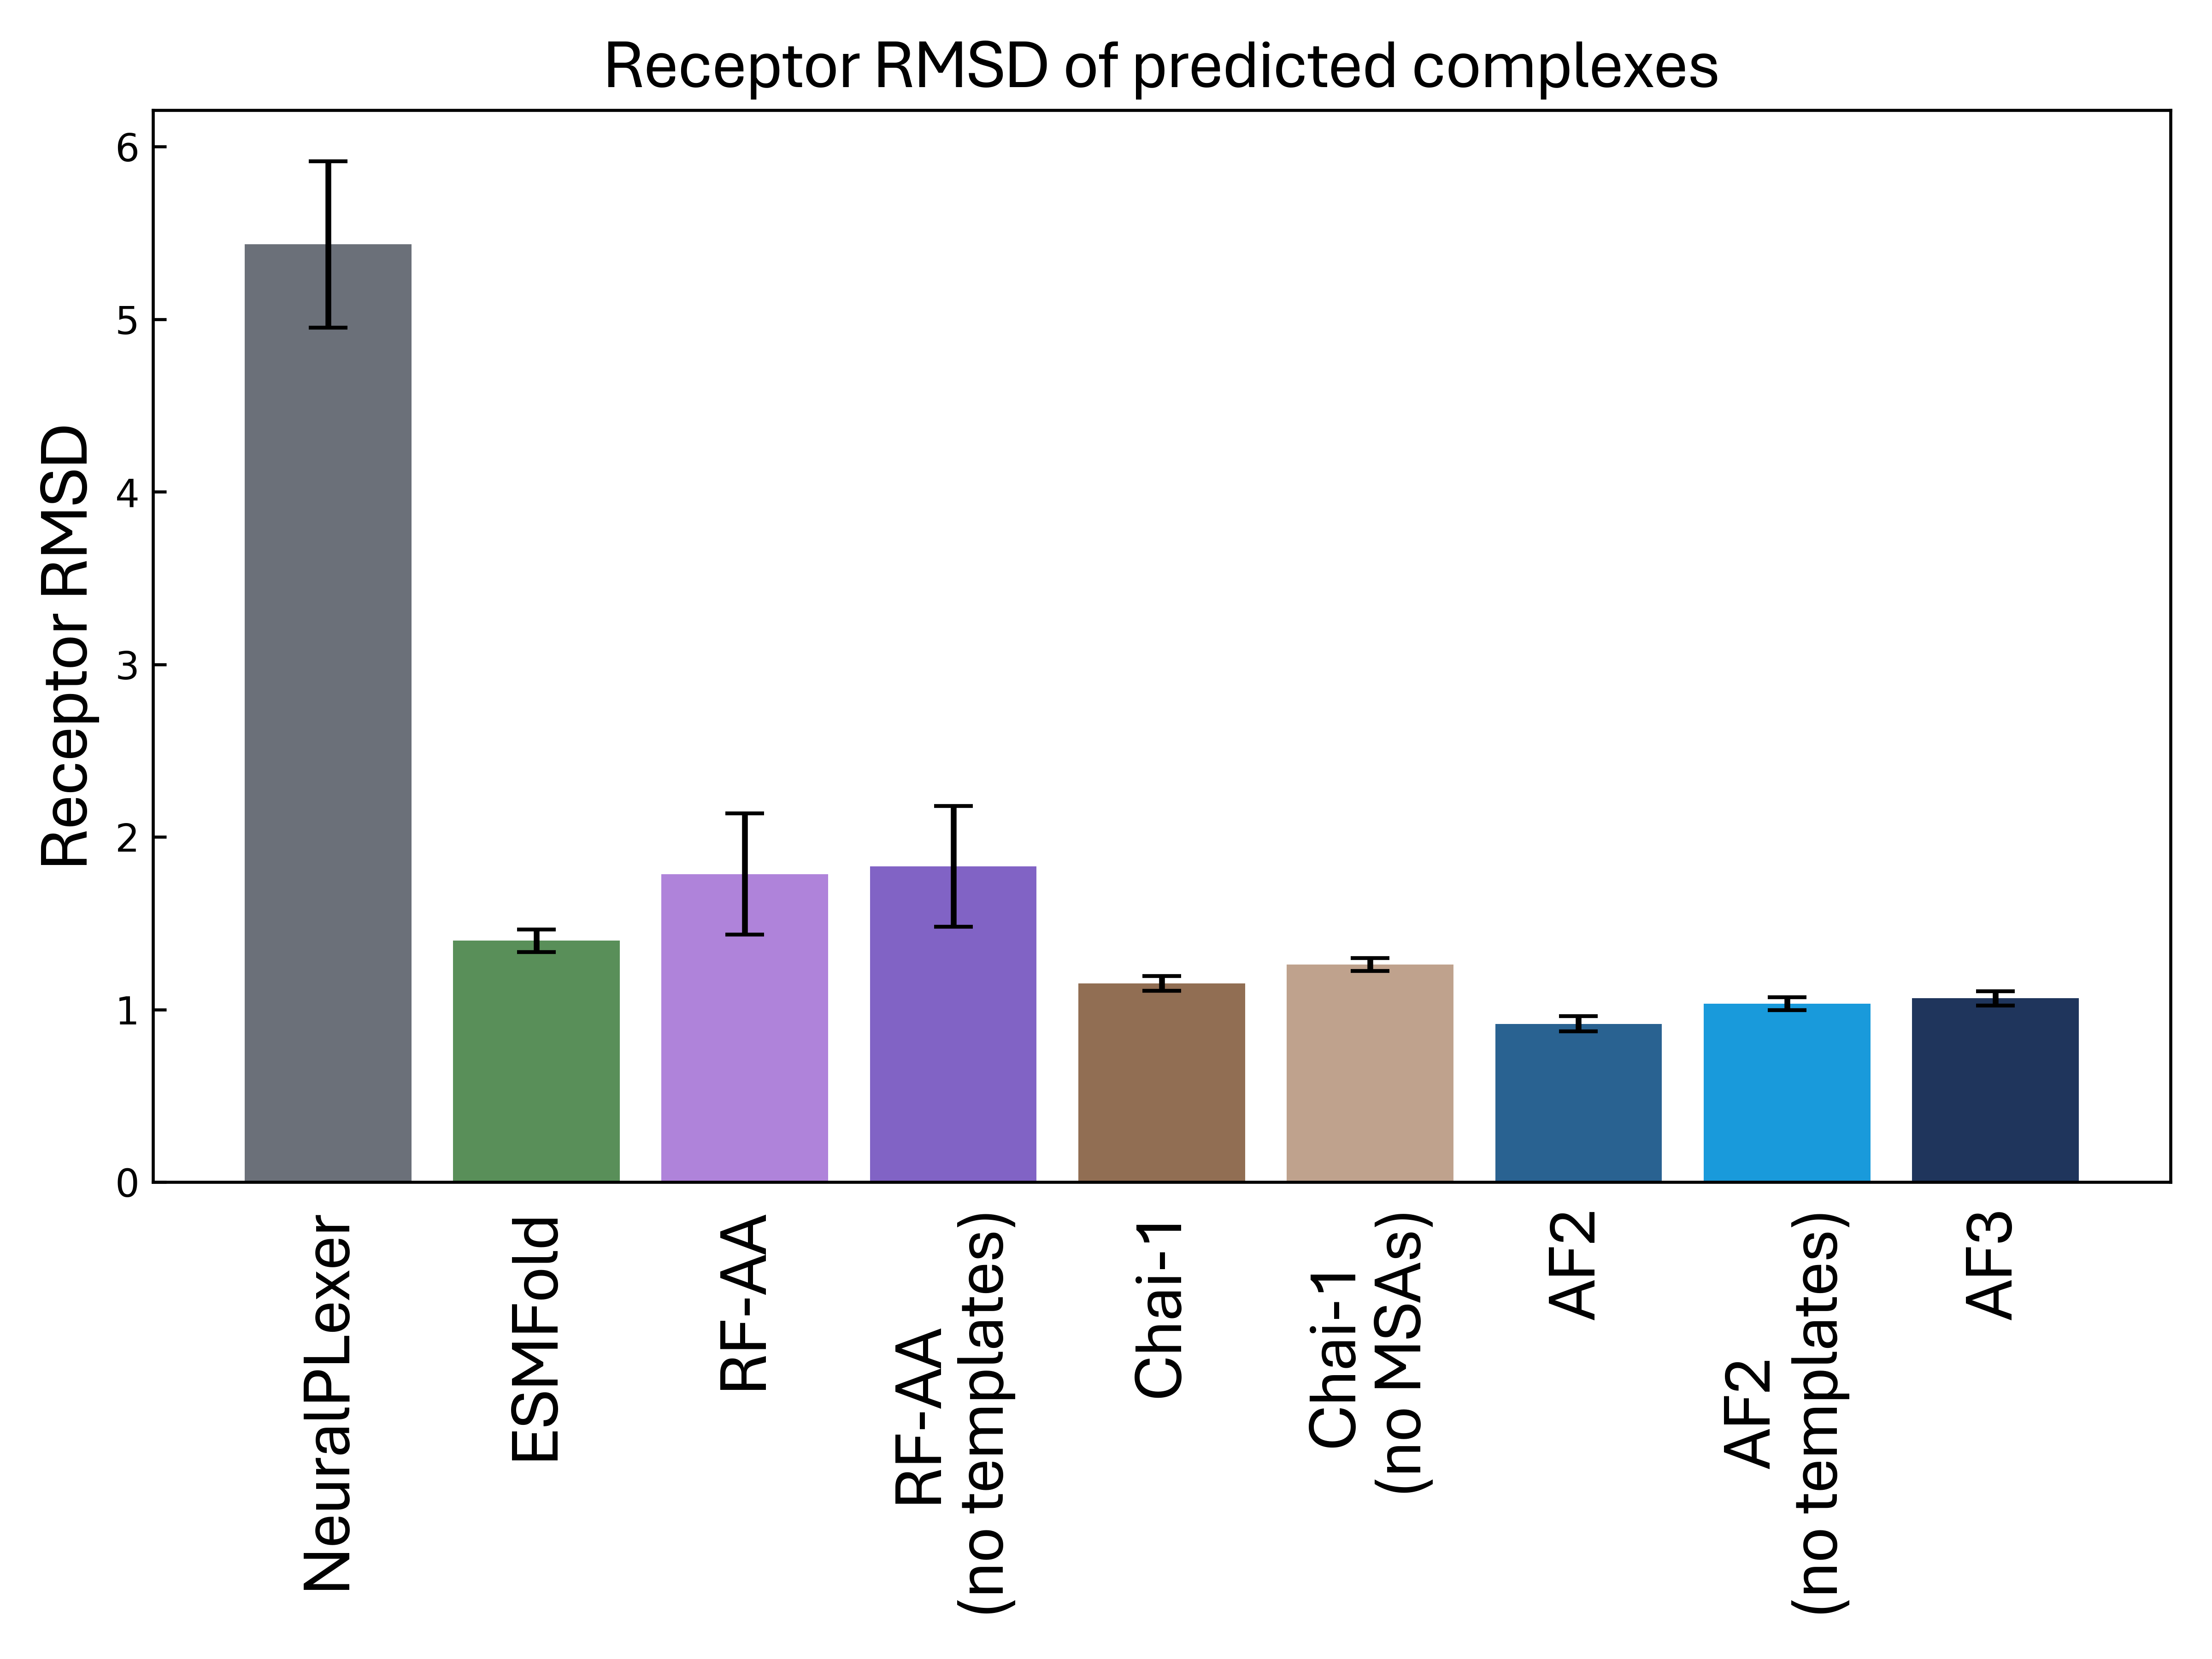 Receptor RMSD of predicted complexes
Receptor RMSD
6
5
4
3
2
1
0
NeuralPLexer
ESMFold
RF-AA
RF-AA
(no templates)
Chai-1
Chai-1
(no MSAs)
AF2
AF2
(no templates)
AF3